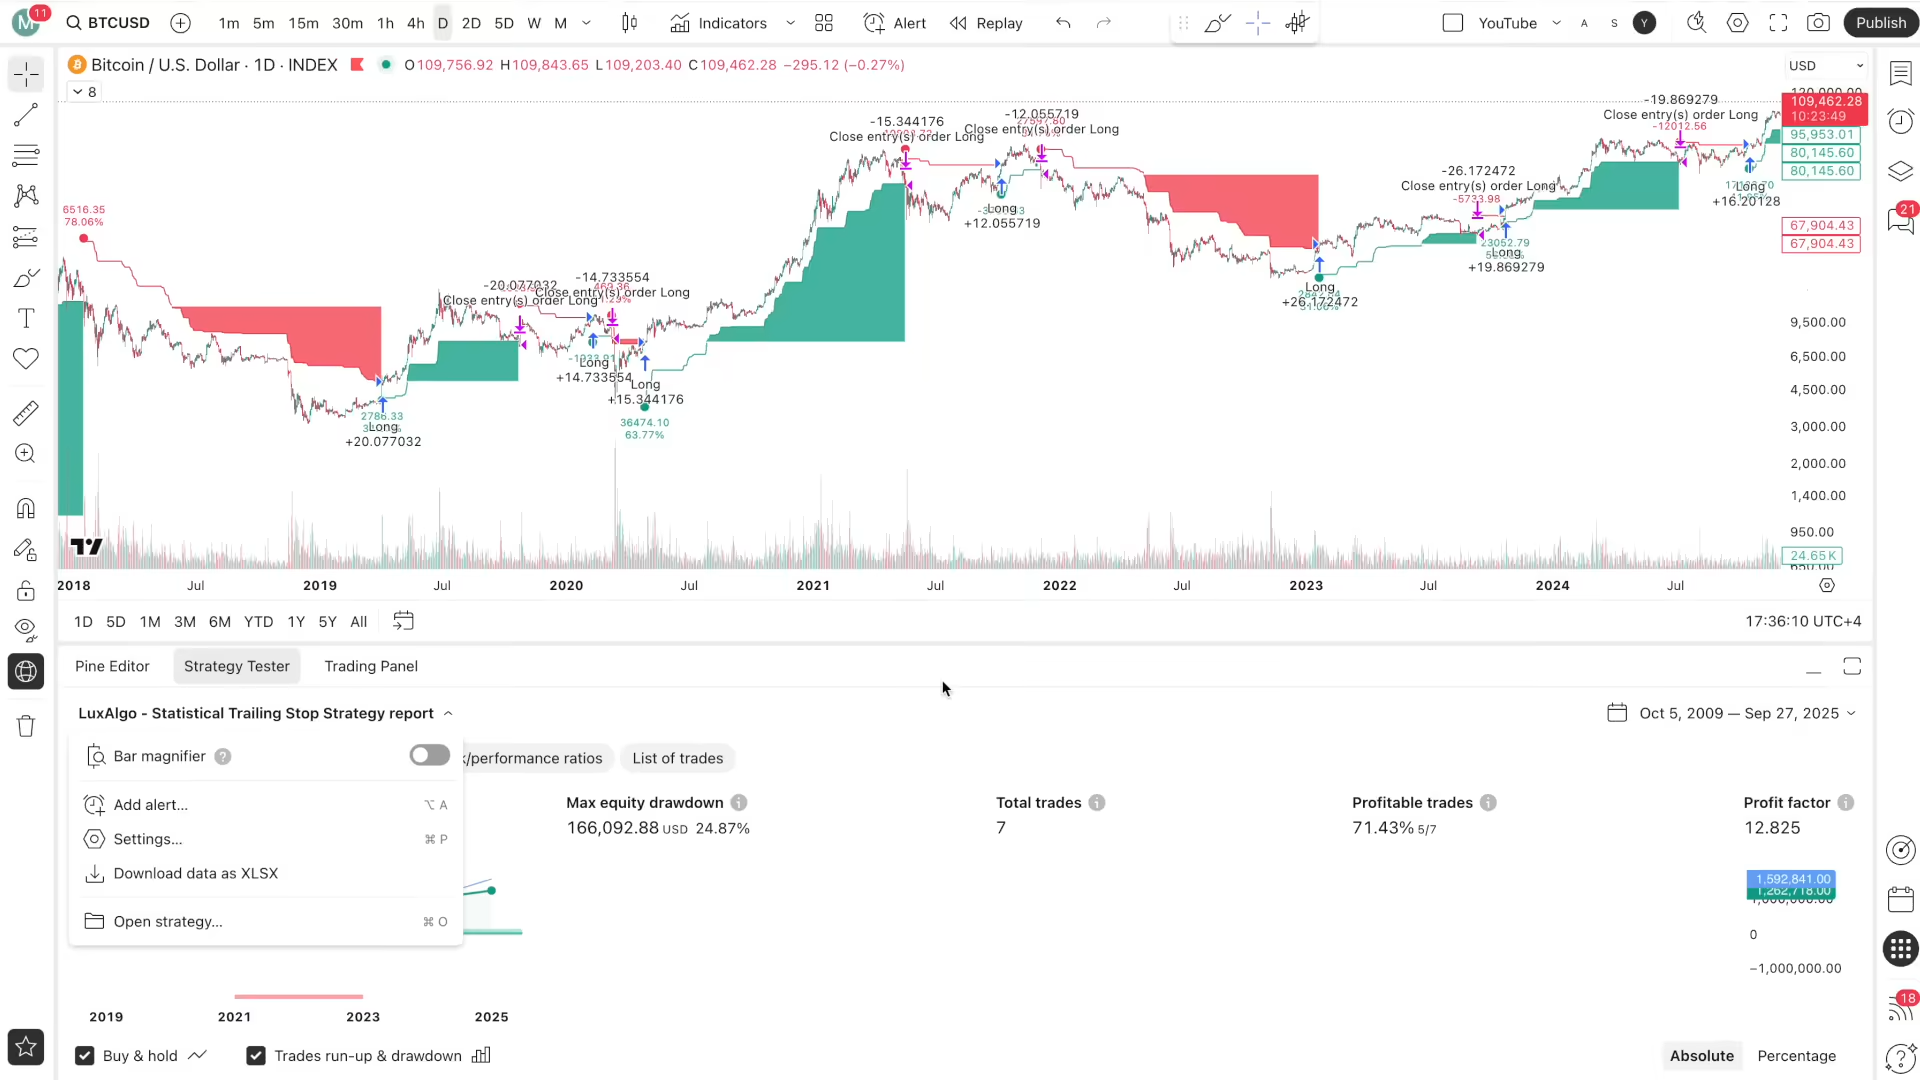 M 11 BTCUSD 1m 5m 15m 30m 1h 4h D 2D 5D W M Indicators Alert Replay YouTube A S Y Publish
Bitcoin / U.S. Dollar · 1D · INDEX O109,756.92 H109,843.65 L109,203.40 C109,462.28 −295.12 (−0.27%)
USD
8
109,462.28
10:23:49
95,953.01
80,145.60
80,145.60
67,904.43
67,904.43
9,500.00
6,500.00
4,500.00
3,000.00
2,000.00
1,400.00
950.00
24.65 K
6516.35
78.06%
2786.33
Long
+20.077032
-20.077032
Close entry(s) order Long
-14.733554
Close entry(s) order Long
Long
+14.733554
Long
+15.344176
36474.10
63.77%
-15.344176
Close entry(s) order Long
Long
+12.055719
-12.055719
Close entry(s) order Long
Long
+26.172472
-26.172472
Close entry(s) order Long
-5733.98
23052.79
Long
+19.869279
-19.869279
Close entry(s) order Long
-12012.56
Long
+16.20128
2018 Jul 2019 Jul 2020 Jul 2021 Jul 2022 Jul 2023 Jul 2024 Jul
1D 5D 1M 3M 6M YTD 1Y 5Y All 17:36:10 UTC+4
Pine Editor Strategy Tester Trading Panel
LuxAlgo - Statistical Trailing Stop Strategy report Oct 5, 2009 — Sep 27, 2025
Bar magnifier ?
/performance ratios List of trades
Add alert... ⌥ A
Settings... ⌘ P
Download data as XLSX
Open strategy... ⌘ O
Max equity drawdown
166,092.88 USD 24.87%
Total trades
7
Profitable trades
71.43% 5/7
Profit factor
12.825
1,592,841.00
1,262,718.00
0
−1,000,000.00
2019 2021 2023 2025
Buy & hold Trades run-up & drawdown Absolute Percentage
21
18